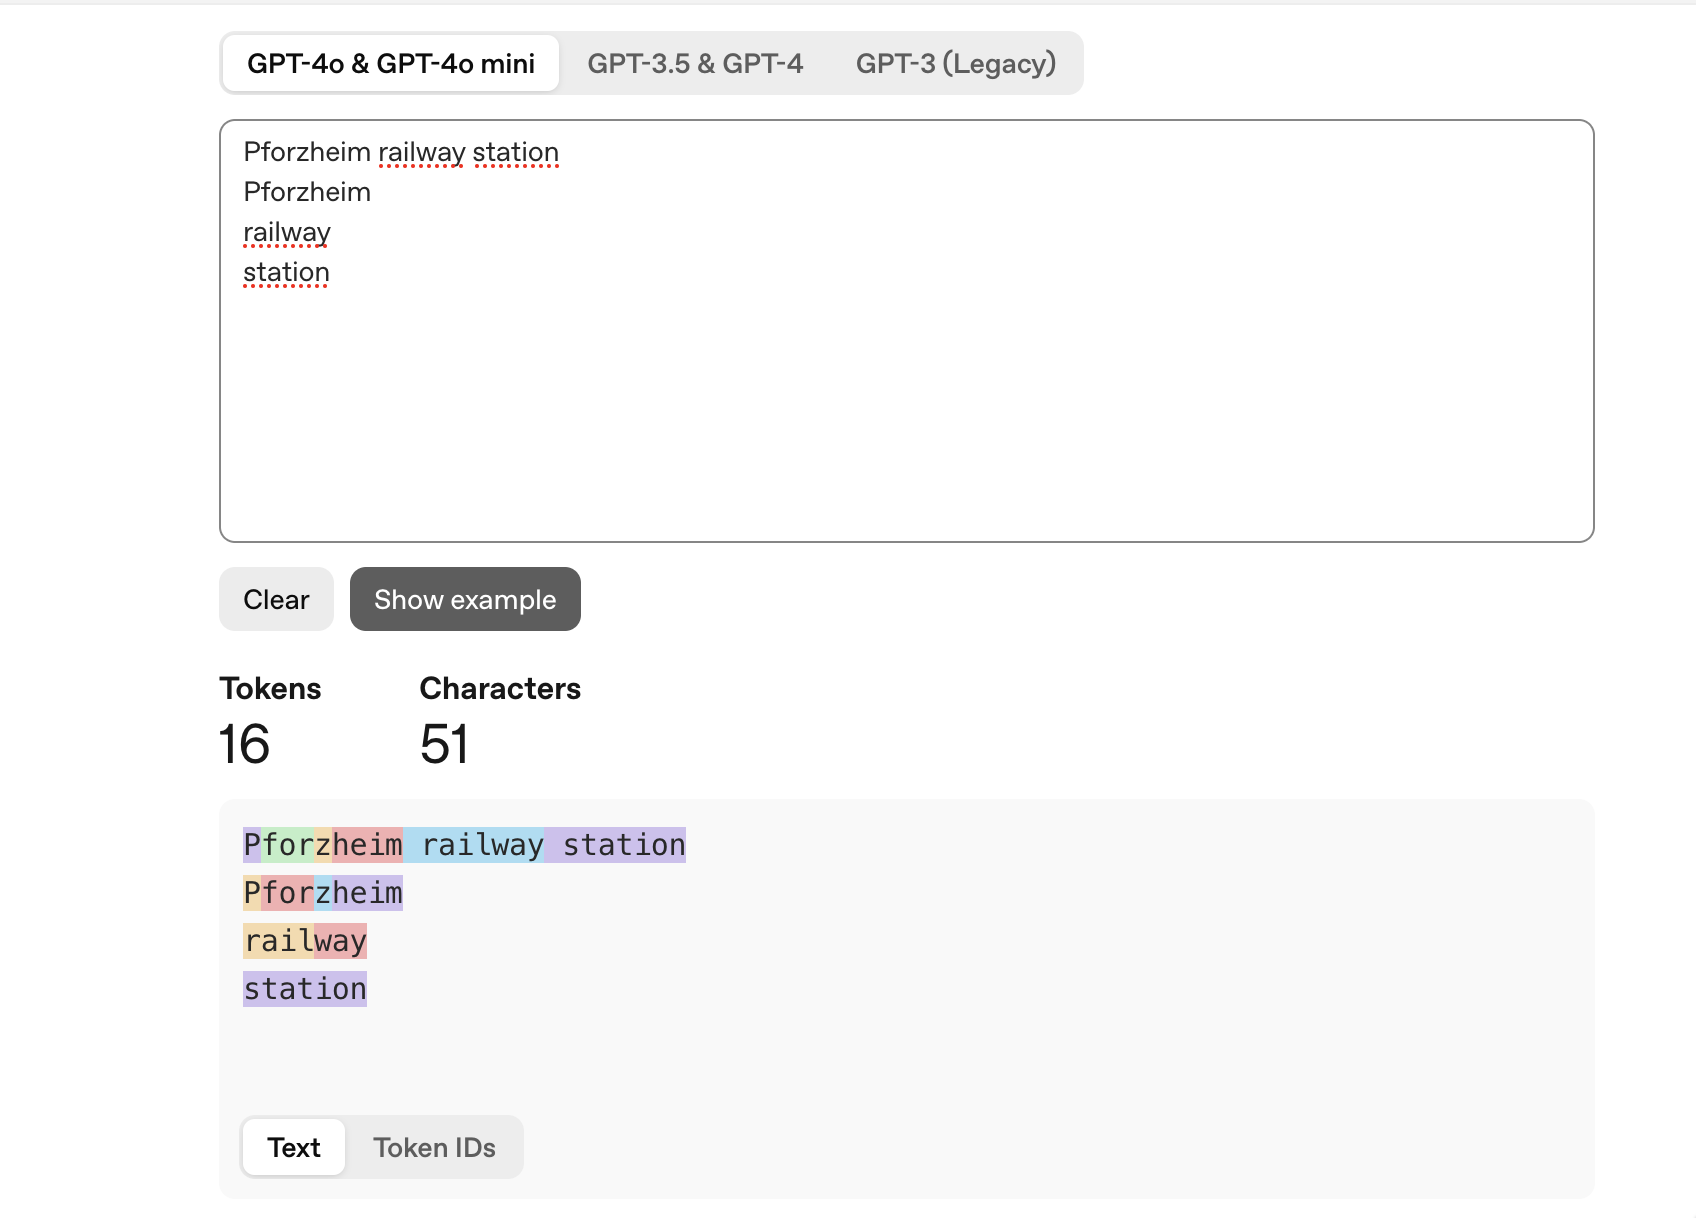 GPT-4o & GPT-4o mini GPT-3.5 & GPT-4 GPT-3 (Legacy)
Pforzheim railway station
Pforzheim
railway
station
Clear Show example
Tokens Characters
16 51
Pforzheim railway station
Pforzheim
railway
station
Text Token IDs